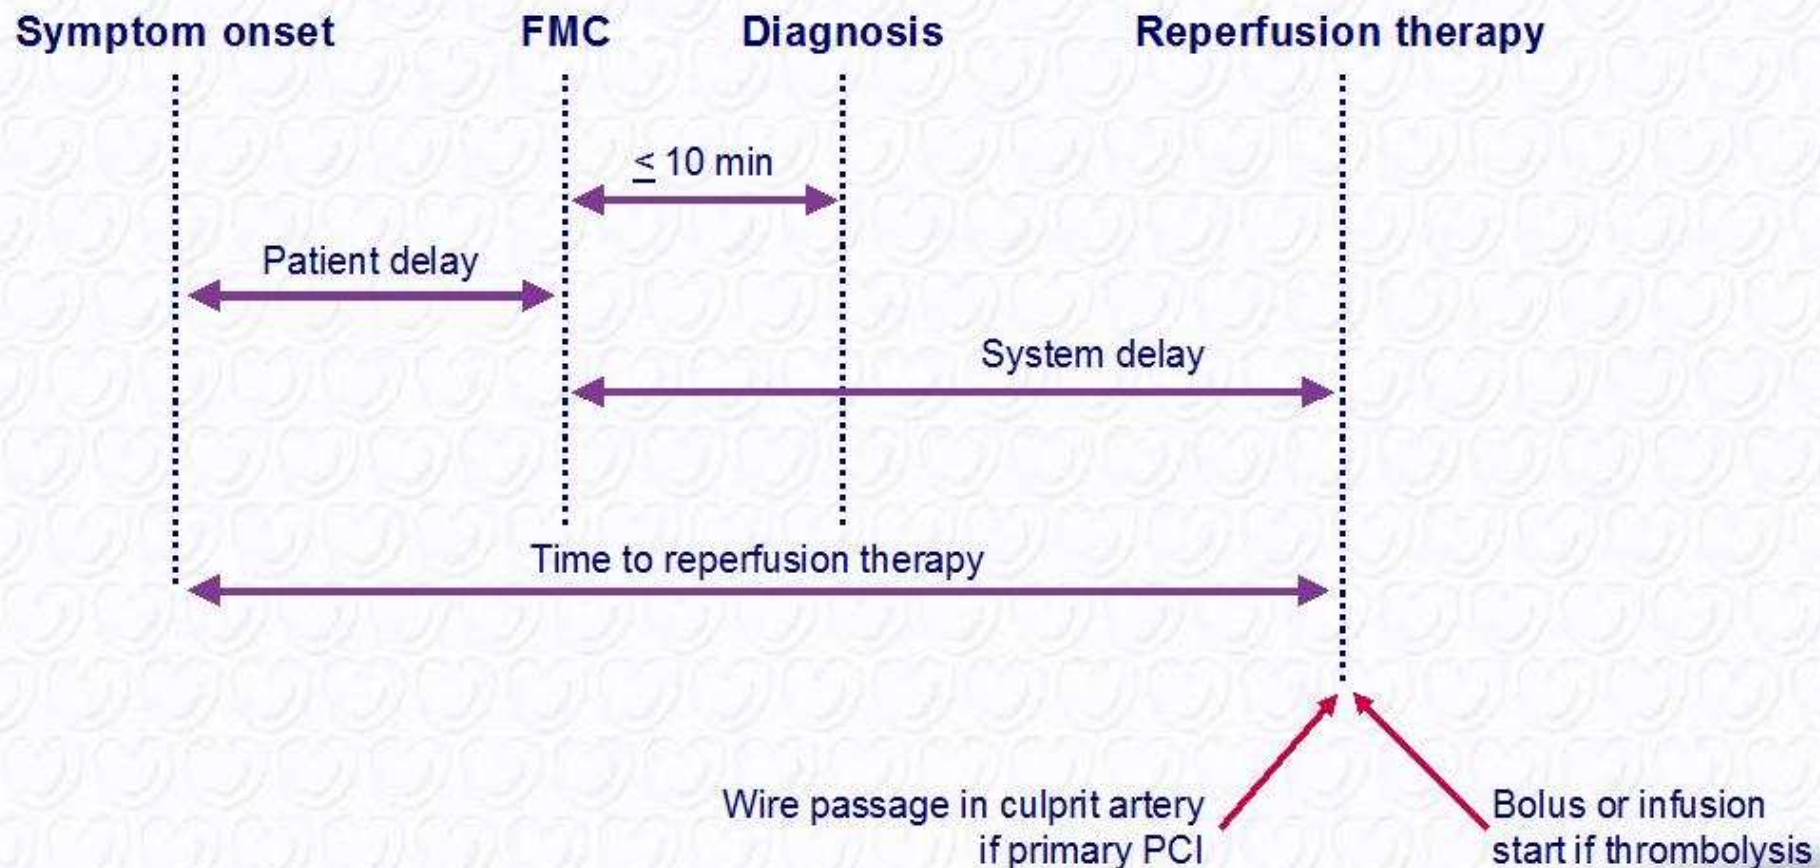 Symptom onset FMC Diagnosis Reperfusion therapy
≤ 10 min
Patient delay
System delay
Time to reperfusion therapy
Wire passage in culprit artery
if primary PCI
Bolus or infusion
start if thrombolysis